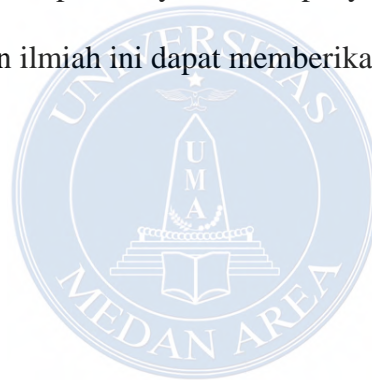 n ilmiah ini dapat memberika
UNIVERSITAS
U
M
A
MEDAN AREA